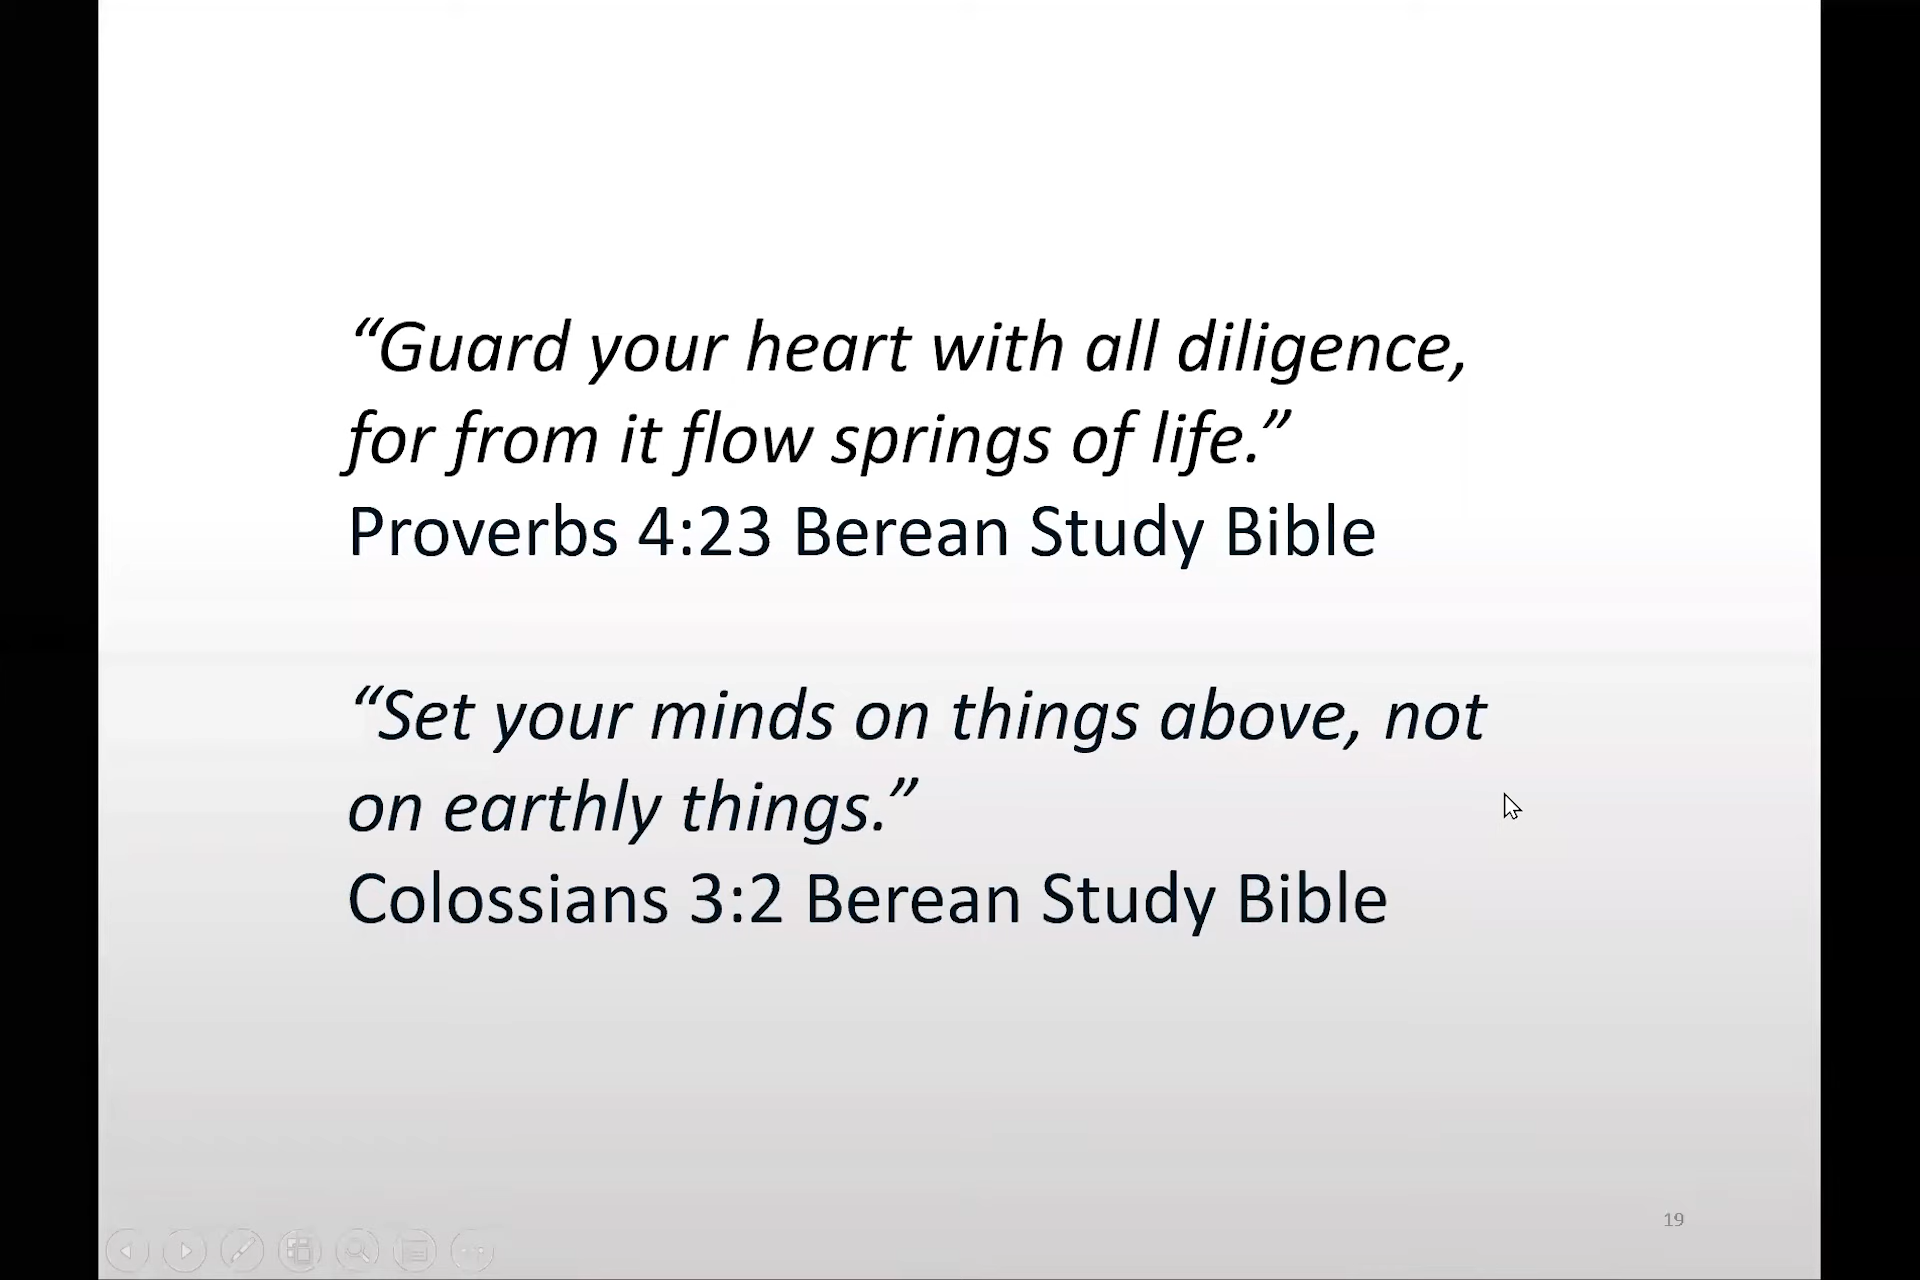 “Guard your heart with all diligence,
for from it flow springs of life.”
Proverbs 4:23 Berean Study Bible
“Set your minds on things above, not
on earthly things.”
Colossians 3:2 Berean Study Bible
19